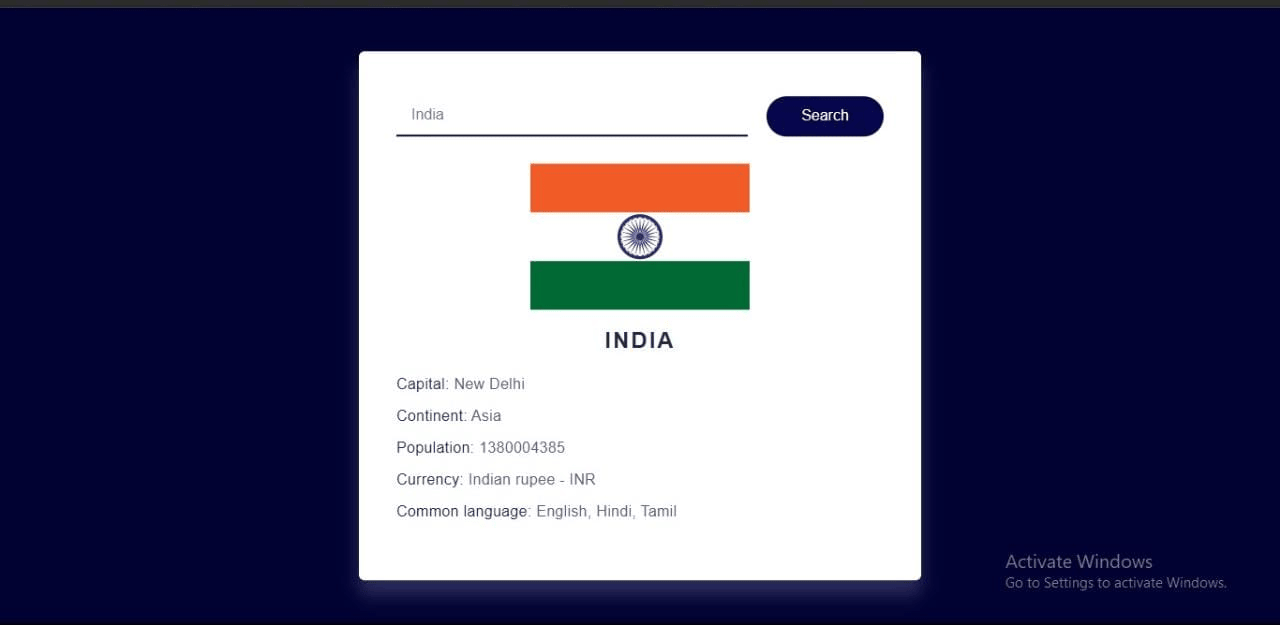 India
Search
INDIA
Capital: New Delhi
Continent: Asia
Population: 1380004385
Currency: Indian rupee - INR
Common language: English, Hindi, Tamil
Activate Windows
Go to Settings to activate Windows.